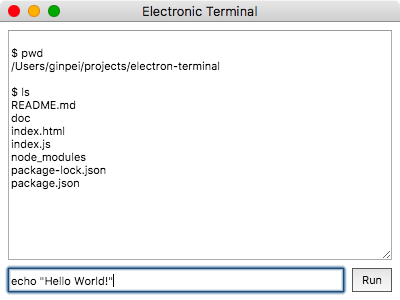 Electronic Terminal
$ pwd
/Users/ginpei/projects/electron-terminal
$ ls
README.md
doc
index.html
index.js
node_modules
package-lock.json
package.json
echo "Hello World!"
Run